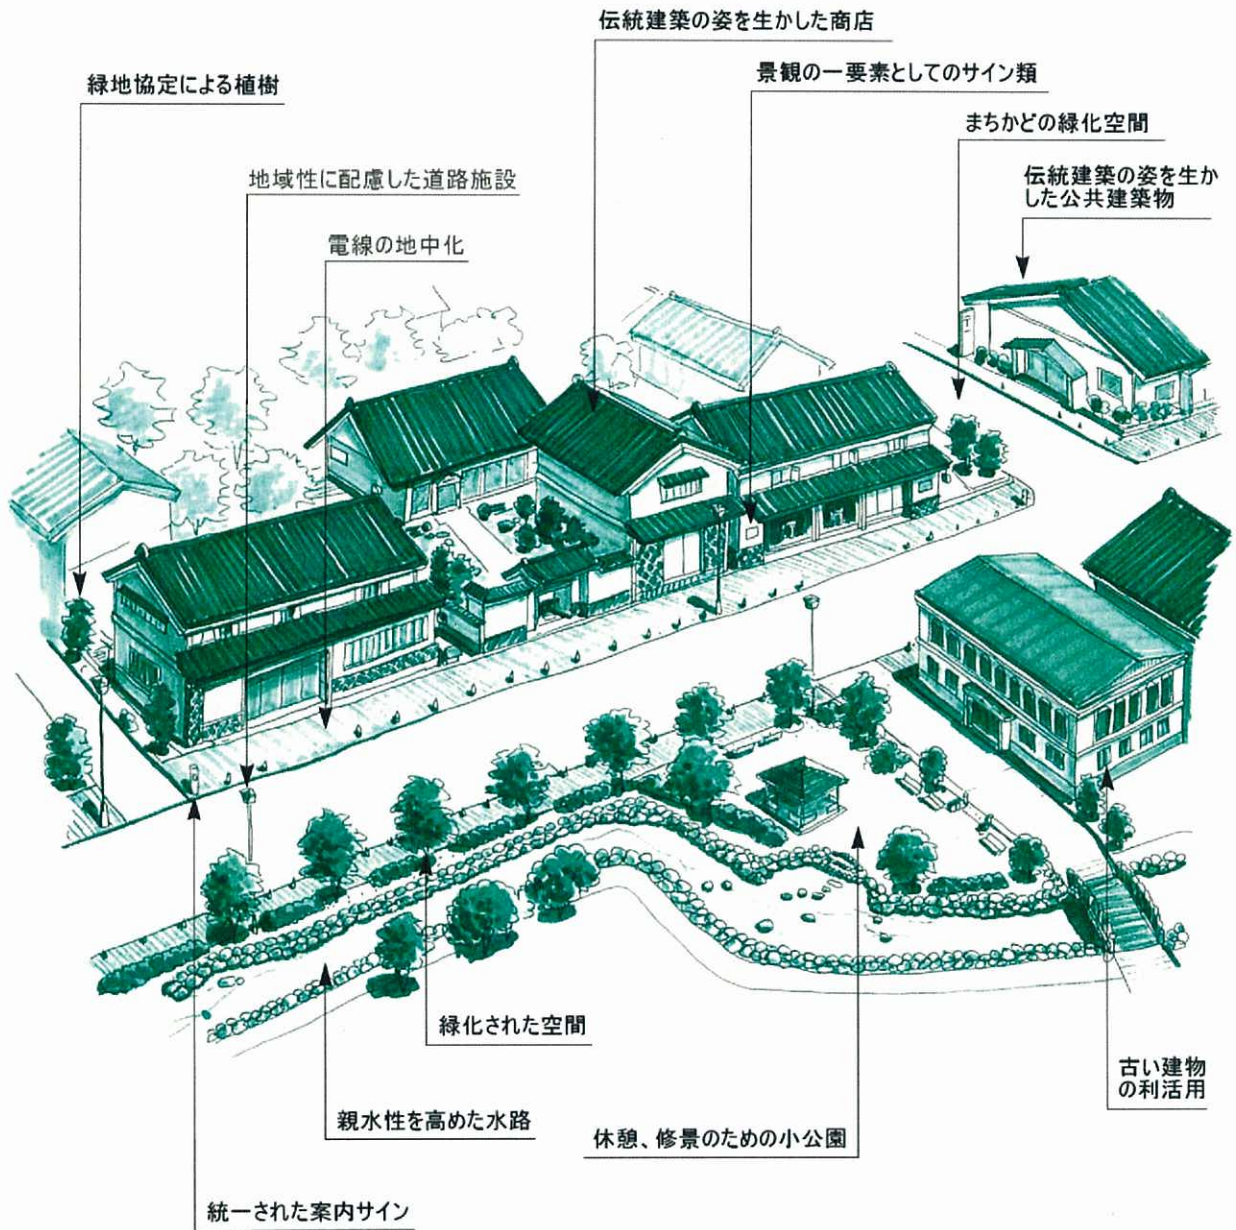 伝統建築の姿を生かした商店
景観の一要素としてのサイン類
緑地協定による植樹
まちかどの緑化空間
伝統建築の姿を生か
した公共建築物
地域性に配慮した道路施設
電線の地中化
緑化された空間
古い建物
の利活用
親水性を高めた水路
休憩、修景のための小公園
統一された案内サイン